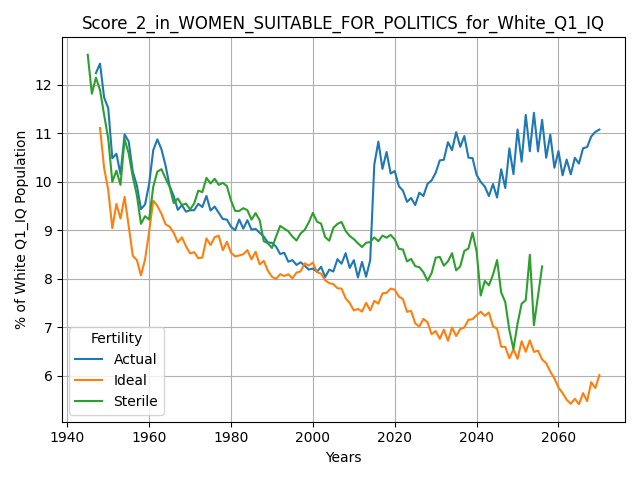 Score_2_in_WOMEN_SUITABLE_FOR_POLITICS_for_White_Q1_IQ
% of White Q1_IQ Population
12
11
10
9
8
7
6
Fertility
Actual
Ideal
Sterile
1940
1960
1980
2000
2020
2040
2060
Years